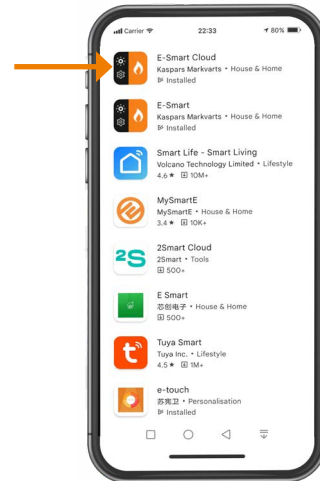 Carrier 22:33 80%
E-Smart Cloud
Kaspars Markvarts • House & Home
Installed
E-Smart
Kaspars Markvarts • House & Home
Installed
Smart Life - Smart Living
Volcano Technology Limited • Lifestyle
4.6 ★ 10M+
MySmartE
MySmartE • House & Home
3.4 ★ 10K+
2S
2Smart Cloud
2Smart • Tools
500+
E Smart
芯创电子 • House & Home
500+
Tuya Smart
Tuya Inc. • Lifestyle
4.5 ★ 1M+
e-touch
苏宪卫 • Personalisation
Installed